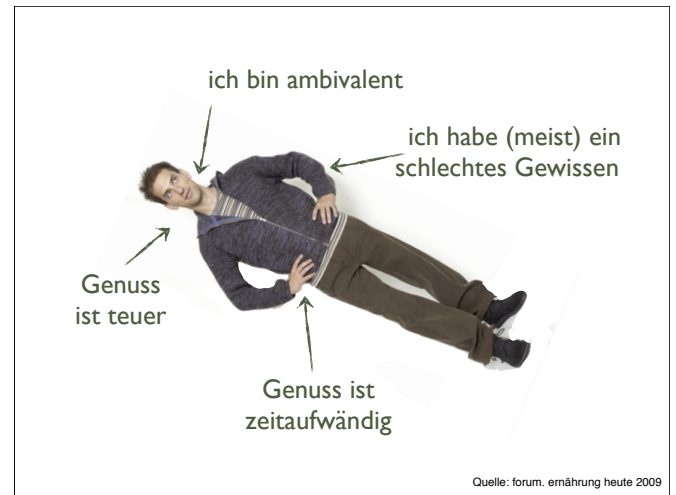 ich bin ambivalent
ich habe (meist) ein
schlechtes Gewissen
Genuss
ist teuer
Genuss ist
zeitaufwändig
Quelle: forum. ernährung heute 2009